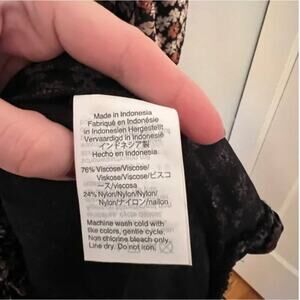 Made in Indonesia
Fabriqué en Indonésie
in Indonesien Hergestellt
Vervaardigd in Indonesië
インドネシア製
Hecho en Indonesia
76% Viscose/Viscose/
Viskose/Viscose/ビスコ
ース/viscosa
24% Nylon/Nylon/Nylon/
Nylon/ナイロン/nailon
Machine wash cold with
like colors, gentle cycle.
Non chlorine bleach only.
Line dry. Do not iron.